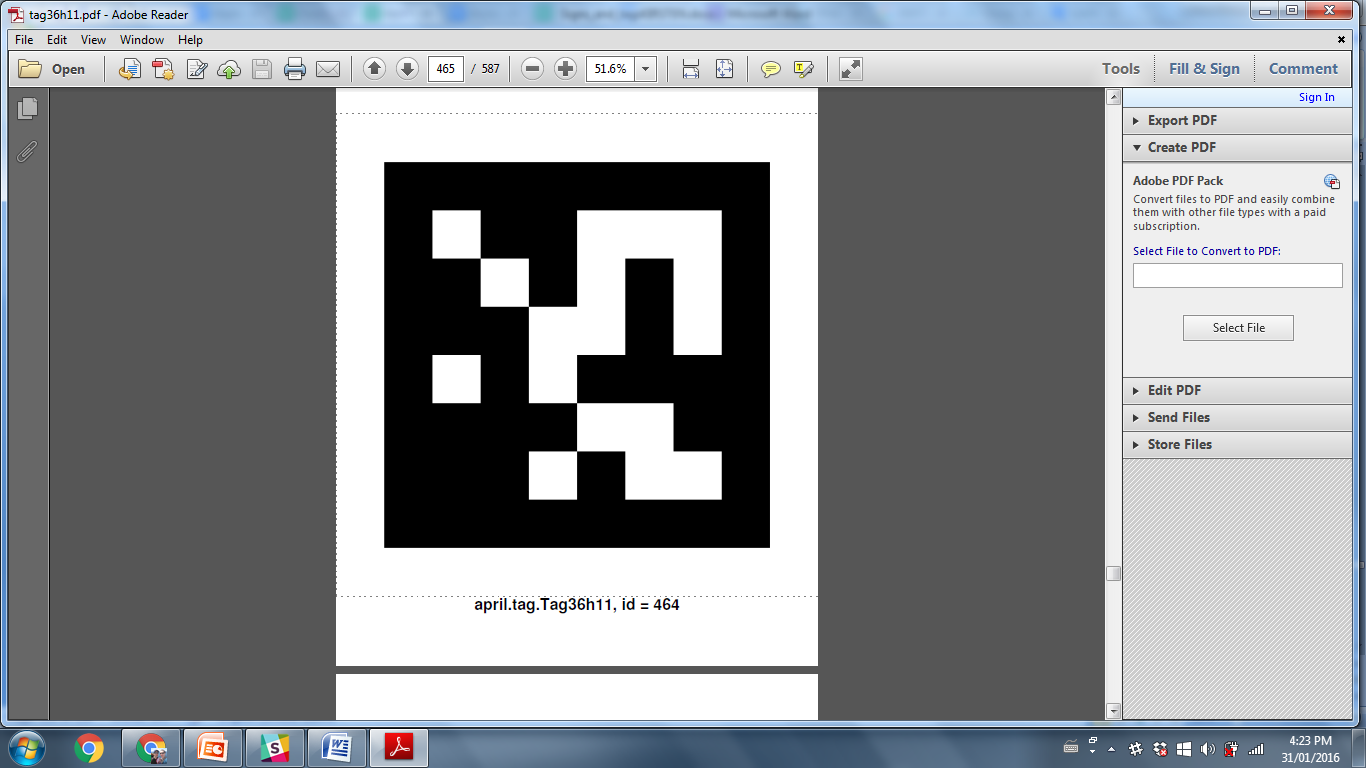 tag36h11.pdf - Adobe Reader
File Edit View Window Help
Open 465 / 587 51.6% Tools Fill & Sign Comment
Sign In
Export PDF
Create PDF
Adobe PDF Pack
Convert files to PDF and easily combine
them with other file types with a paid
subscription.
Select File to Convert to PDF:
Select File
Edit PDF
Send Files
Store Files
april.tag.Tag36h11, id = 464
4:23 PM
31/01/2016